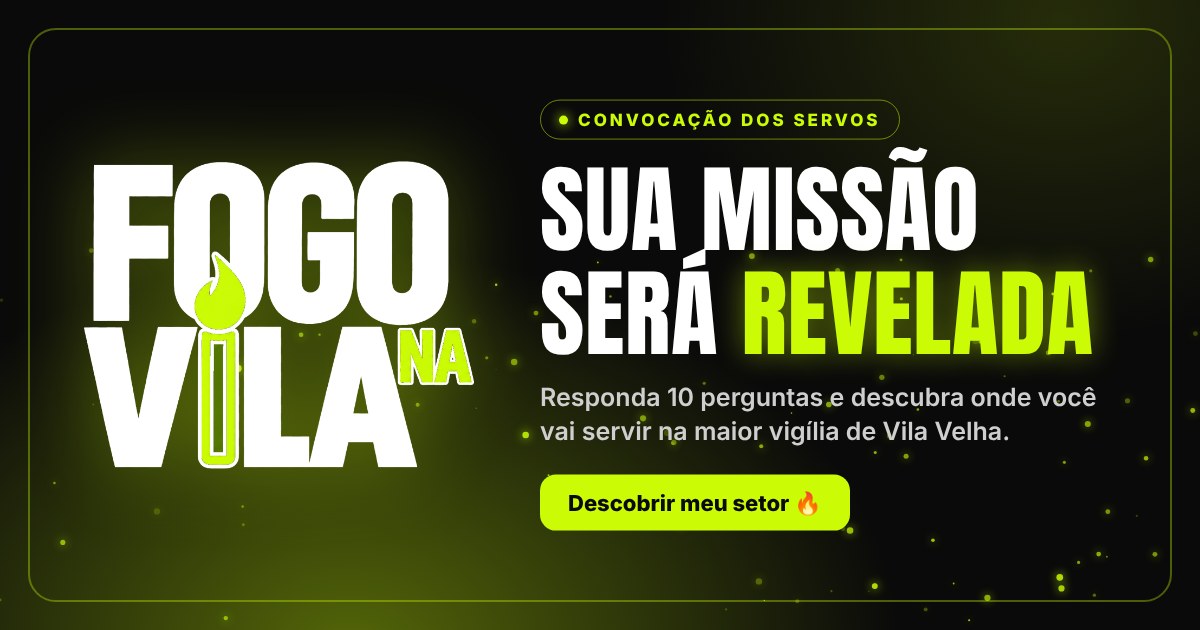 FOGO
NA
VILA
CONVOCAÇÃO DOS SERVOS
SUA MISSÃO
SERÁ REVELADA
Responda 10 perguntas e descubra onde você
vai servir na maior vigília de Vila Velha.
Descobrir meu setor 🔥